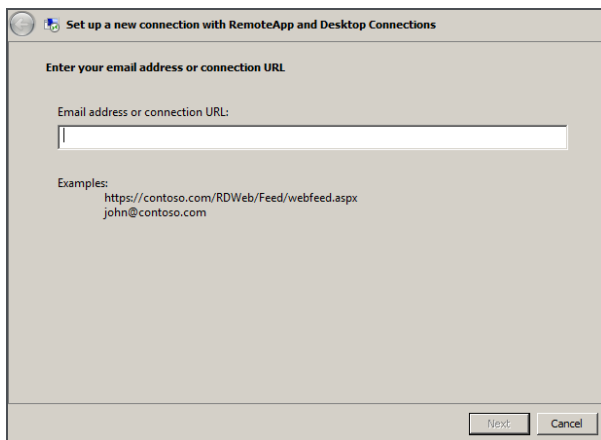 Set up a new connection with RemoteApp and Desktop Connections
Enter your email address or connection URL
Email address or connection URL:
Examples:
https://contoso.com/RDWeb/Feed/webfeed.aspx
john@contoso.com
Next Cancel